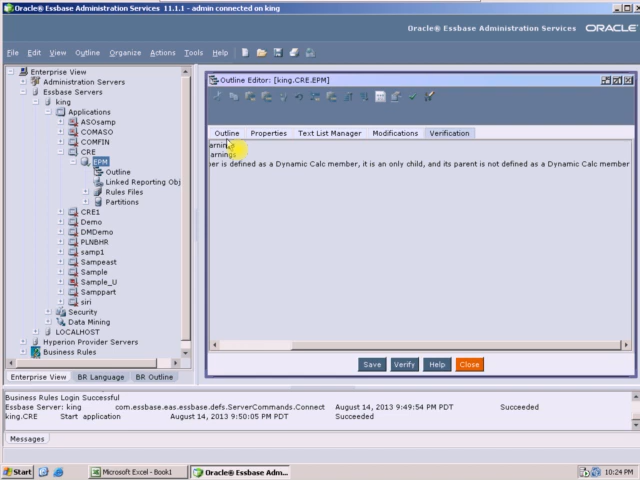 Oracle® Essbase Administration Services 11.1.1 - admin connected on king
Oracle® Essbase Administration Services ORACLE
File Edit View Outline Organize Actions Tools Help
Enterprise View
Administration Servers
Essbase Servers
king
Applications
ASOsamp
COMASO
COMFIN
CRE
EPM
Outline
Linked Reporting Obj
Rules Files
Partitions
CRE1
Demo
DMDemo
PLNBHR
samp1
Sampeast
Sample
Sample_U
Samppart
siri
Security
Data Mining
LOCALHOST
Hyperion Provider Servers
Business Rules
Enterprise View BR Language BR Outline
Outline Editor: [king.CRE.EPM]
Outline Properties Text List Manager Modifications Verification
arnings
arnings
ber is defined as a Dynamic Calc member, it is an only child, and its parent is not defined as a Dynamic Calc member
Save Verify Help Close
Business Rules Login Successful
Essbase Server: king com.essbase.eas.essbase.defs.ServerCommands.Connect August 14, 2013 9:49:54 PM PDT Succeeded
king.CRE Start application August 14, 2013 9:50:05 PM PDT Succeeded
Messages
Start Microsoft Excel - Book1 Oracle® Essbase Adm... 10:24 PM